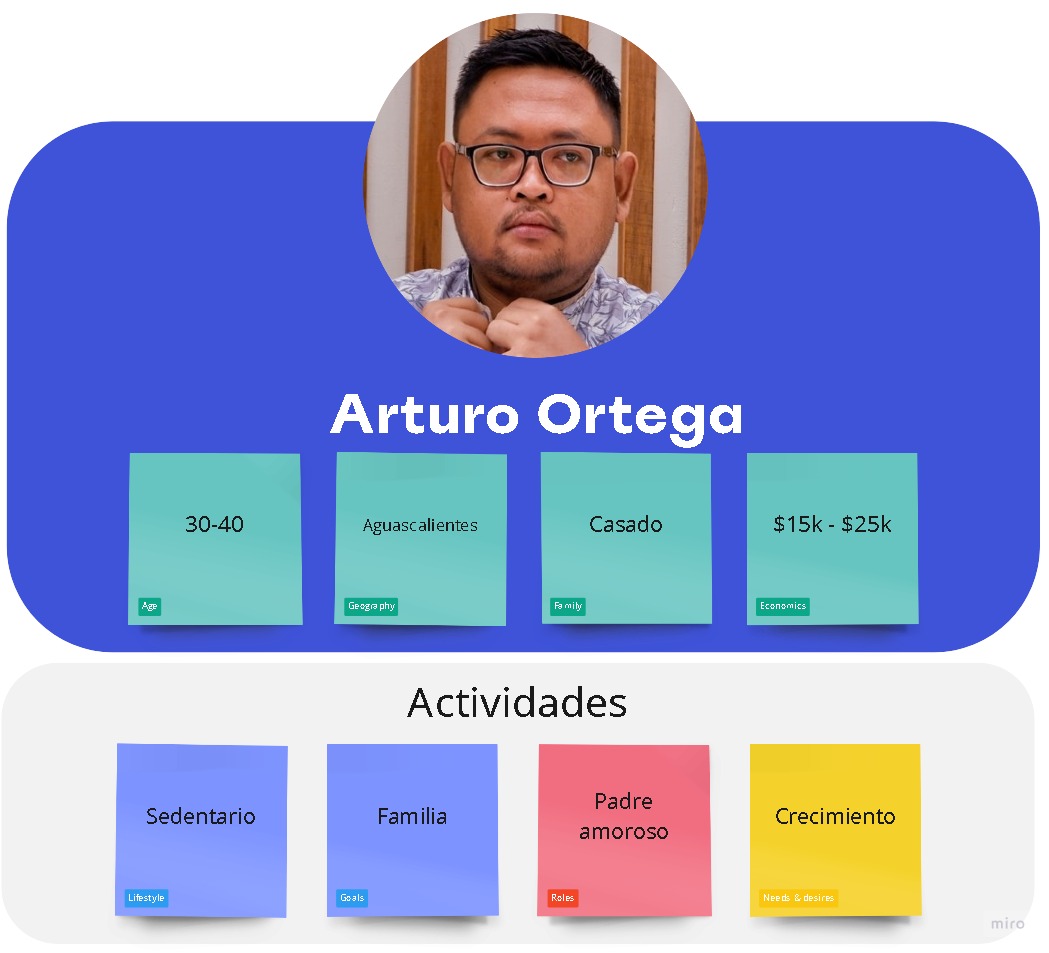 Arturo Ortega
30-40
Age
Aguascalientes
Geography
Casado
Family
$15k - $25k
Economics
Actividades
Sedentario
Lifestyle
Familia
Goals
Padre
amoroso
Roles
Crecimiento
Needs & desires
miro